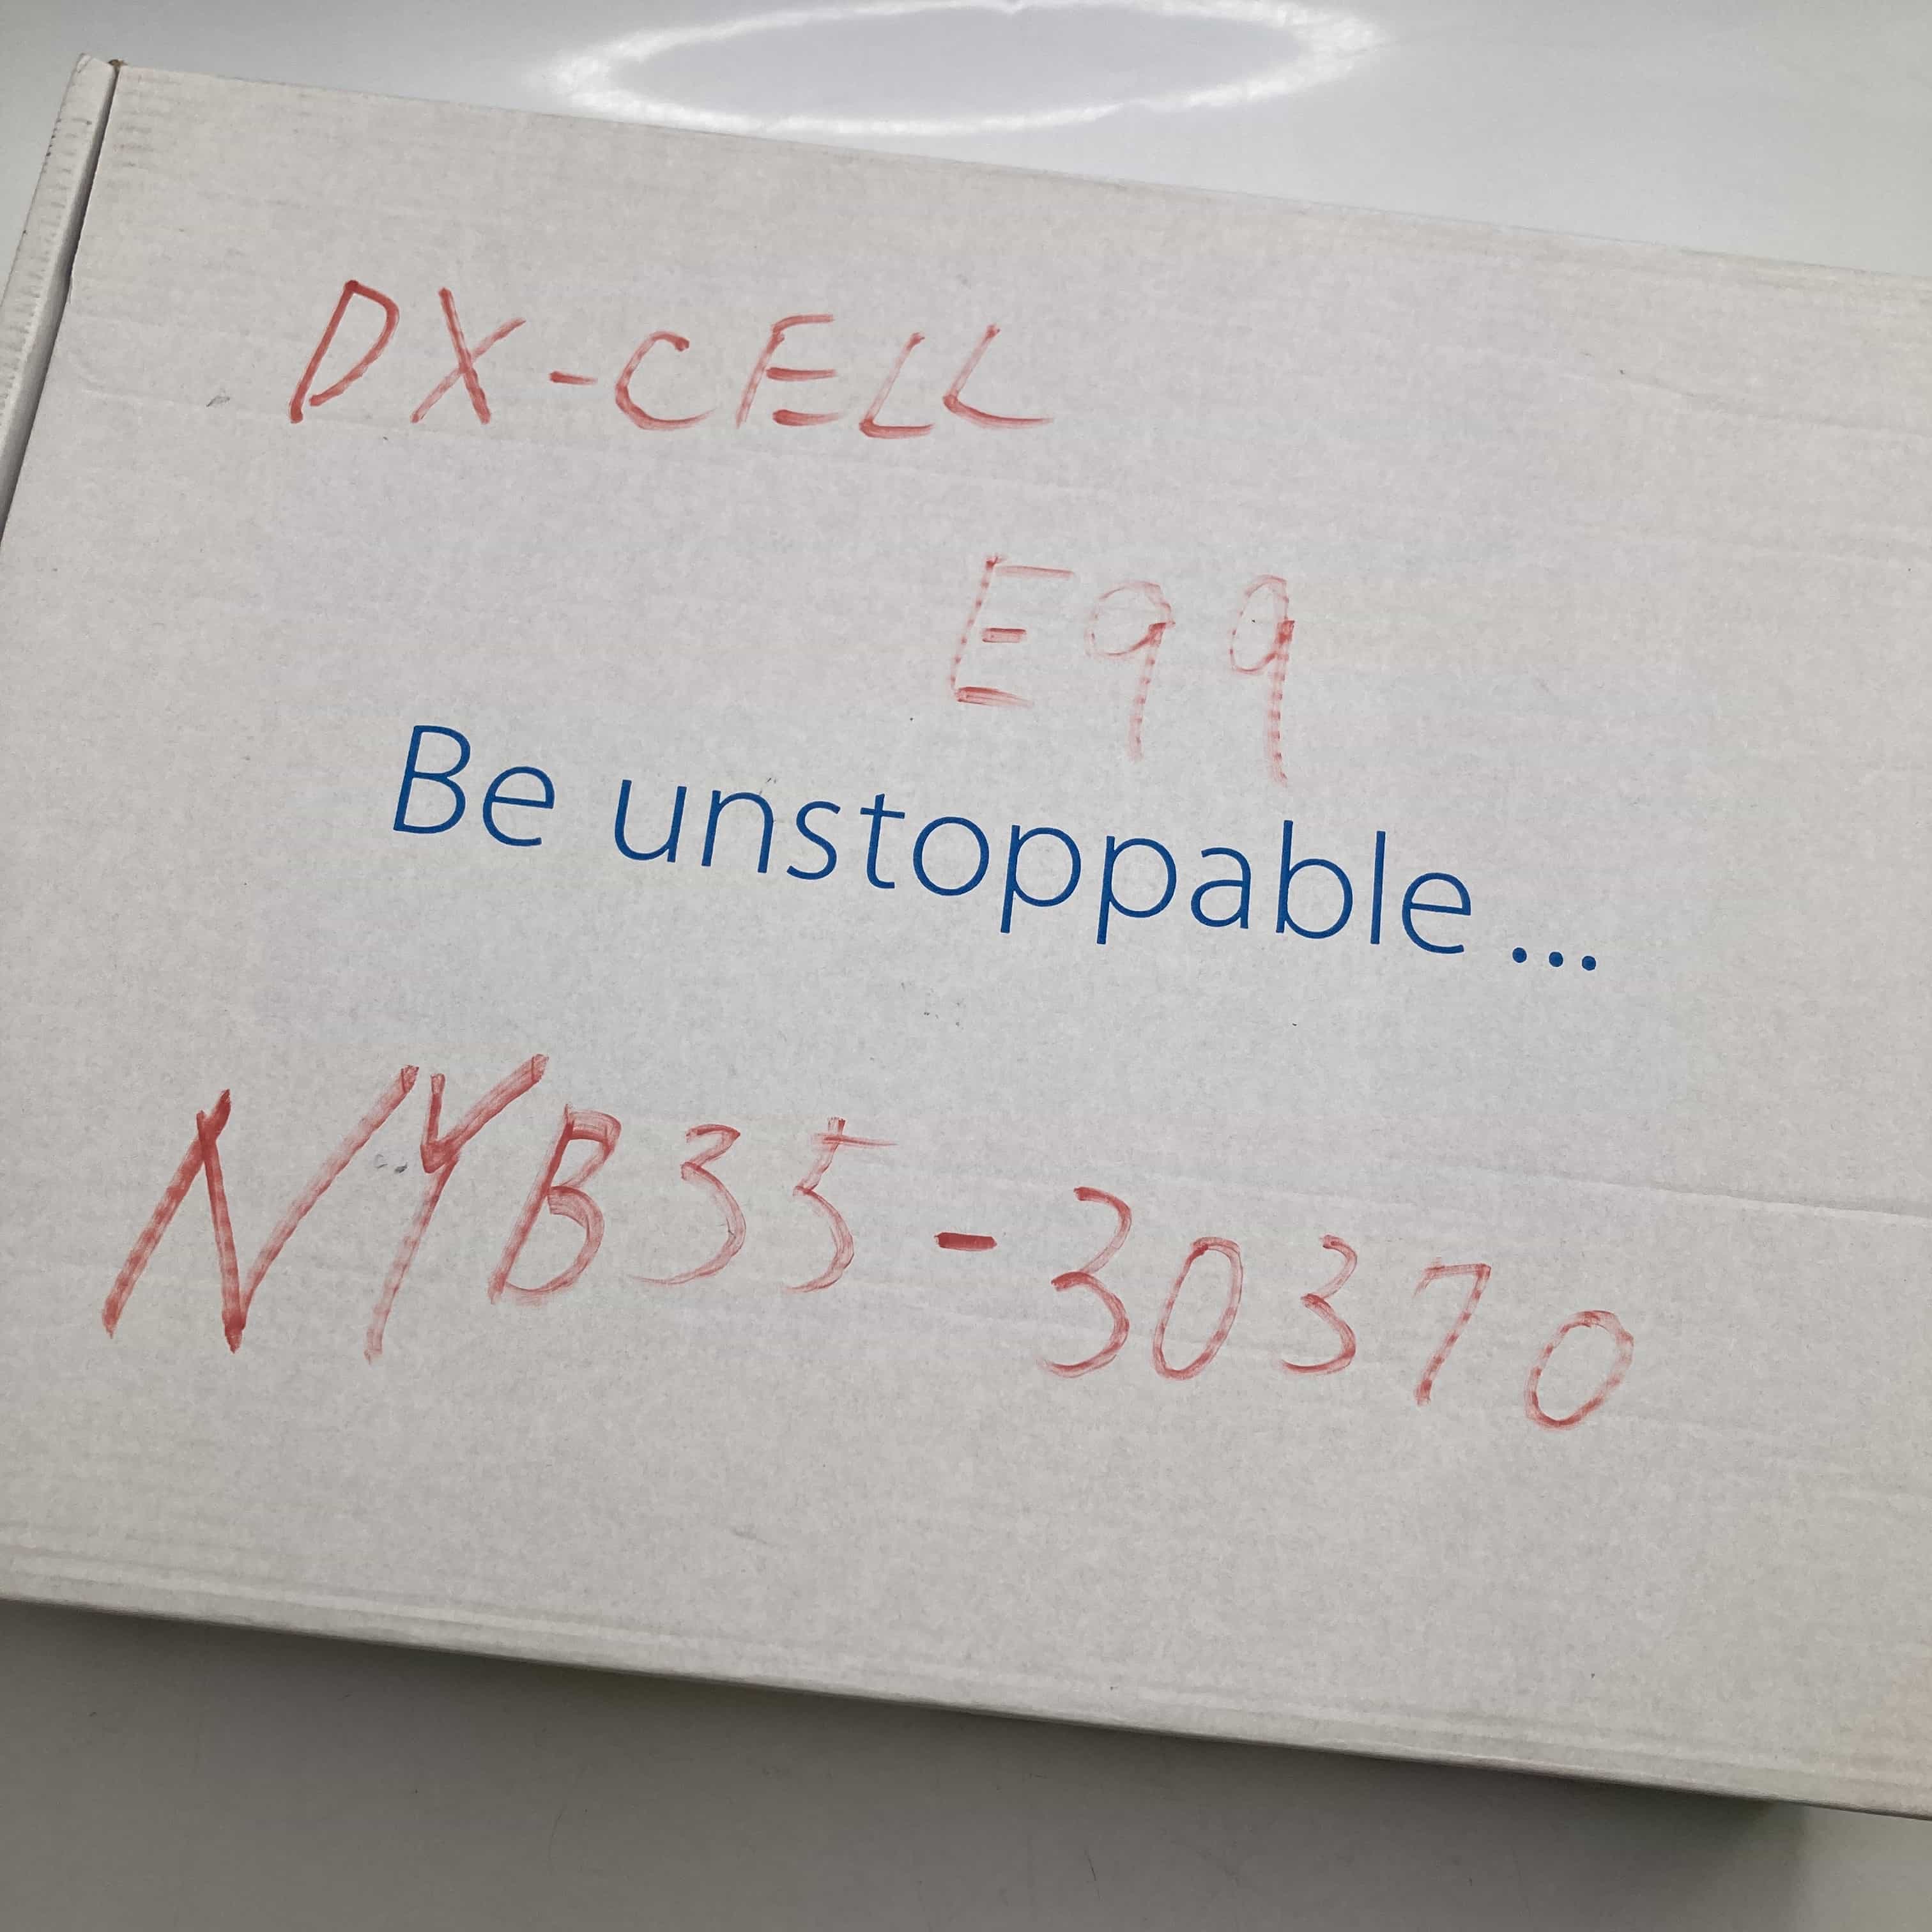 DX-CELL
E99
Be unstoppable...
NYB35-30370